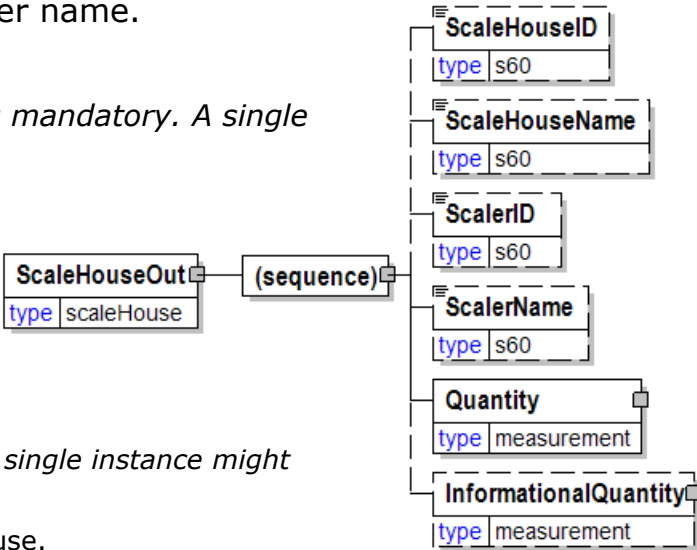 er name.
mandatory. A single
single instance might
use.
ScaleHouseOut
type scaleHouse
(sequence)
ScaleHouseID
type s60
ScaleHouseName
type s60
ScalerID
type s60
ScalerName
type s60
Quantity
type measurement
InformationalQuantity
type measurement